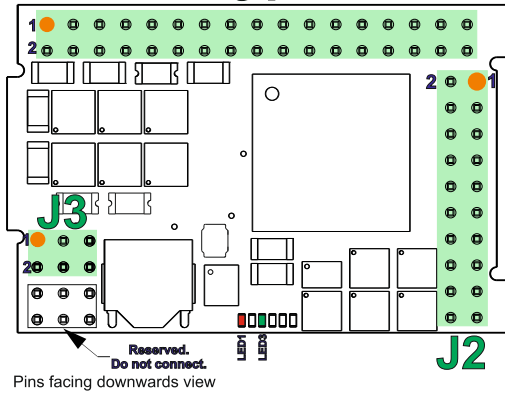 1
2
2 1
J3
1
2
LED1
LED3
J2
Reserved.
Do not connect.
Pins facing downwards view